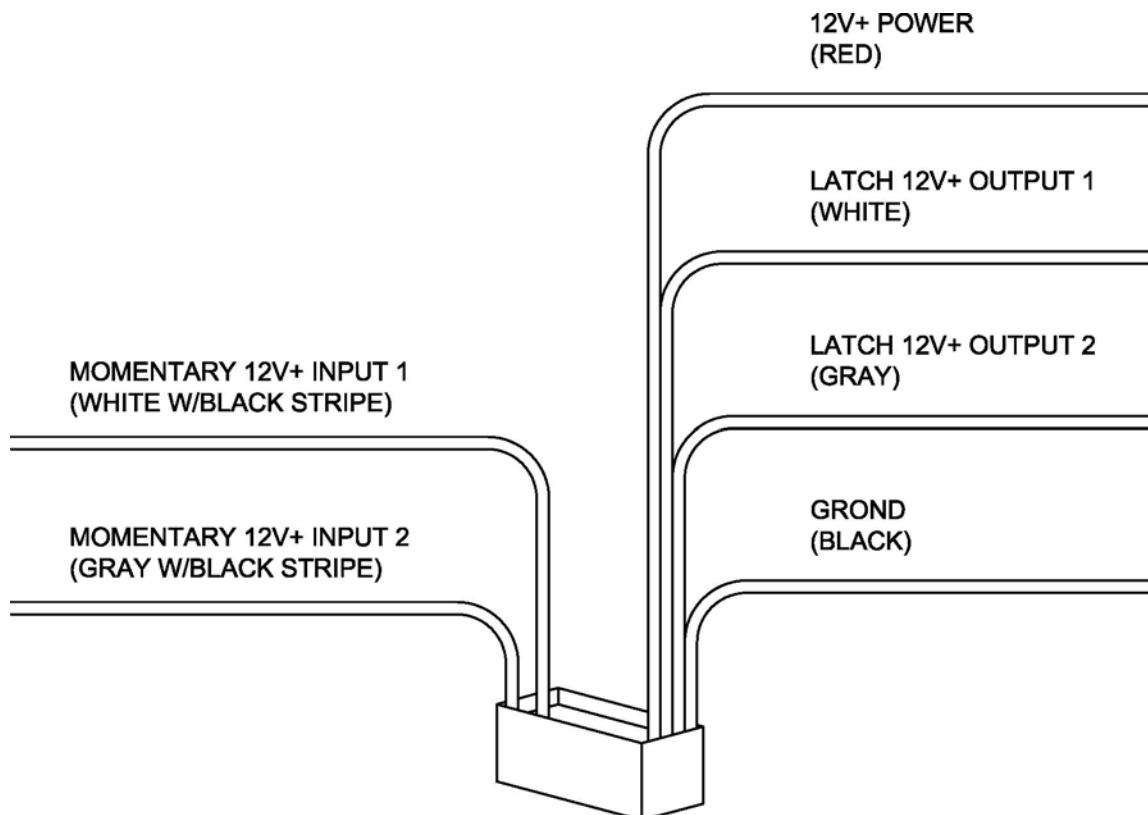 12V+ POWER
(RED)
LATCH 12V+ OUTPUT 1
(WHITE)
LATCH 12V+ OUTPUT 2
(GRAY)
MOMENTARY 12V+ INPUT 1
(WHITE W/BLACK STRIPE)
GROND
(BLACK)
MOMENTARY 12V+ INPUT 2
(GRAY W/BLACK STRIPE)